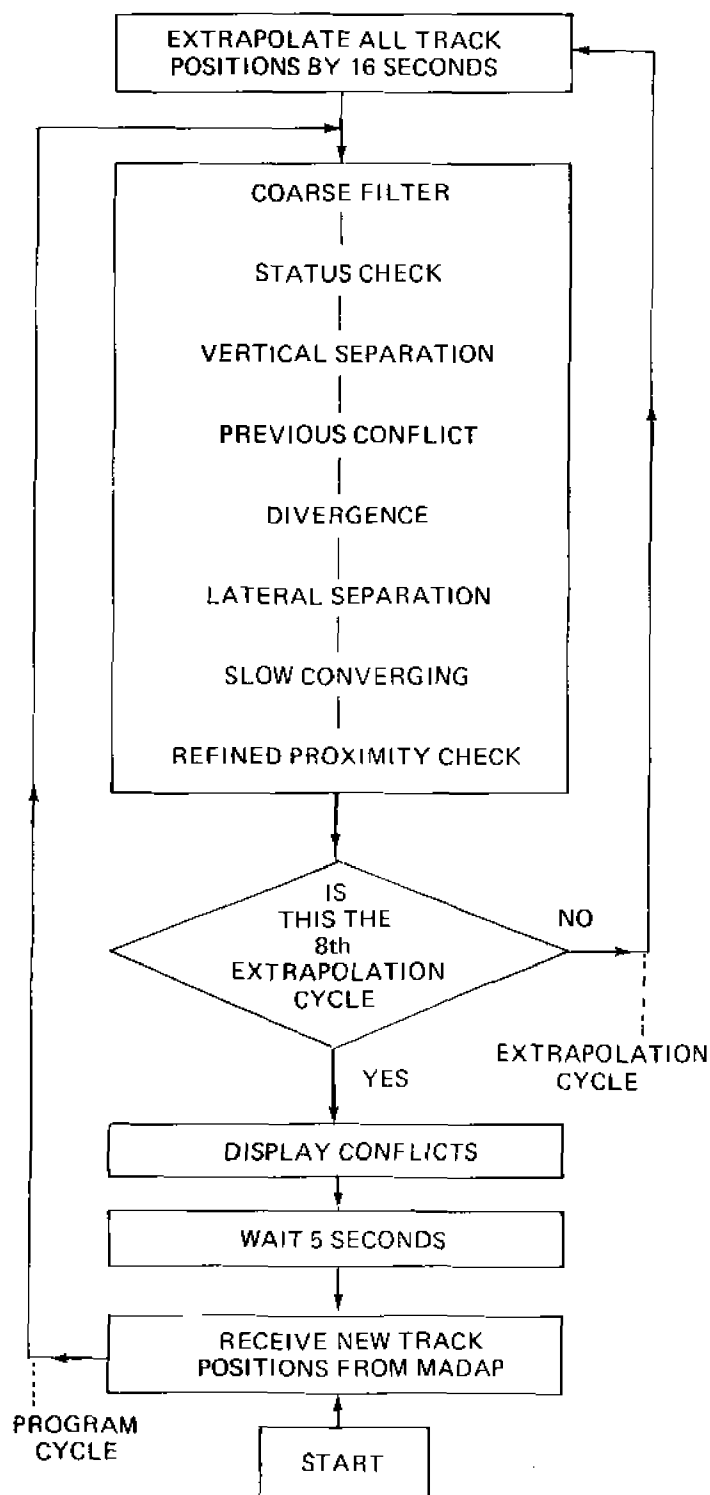 EXTRAPOLATE ALL TRACK
POSITIONS BY 16 SECONDS
COARSE FILTER
STATUS CHECK
VERTICAL SEPARATION
PREVIOUS CONFLICT
DIVERGENCE
LATERAL SEPARATION
SLOW CONVERGING
REFINED PROXIMITY CHECK
IS
THIS THE
8th
EXTRAPOLATION
CYCLE
NO
EXTRAPOLATION
CYCLE
YES
DISPLAY CONFLICTS
WAIT 5 SECONDS
RECEIVE NEW TRACK
POSITIONS FROM MADAP
PROGRAM
CYCLE
START